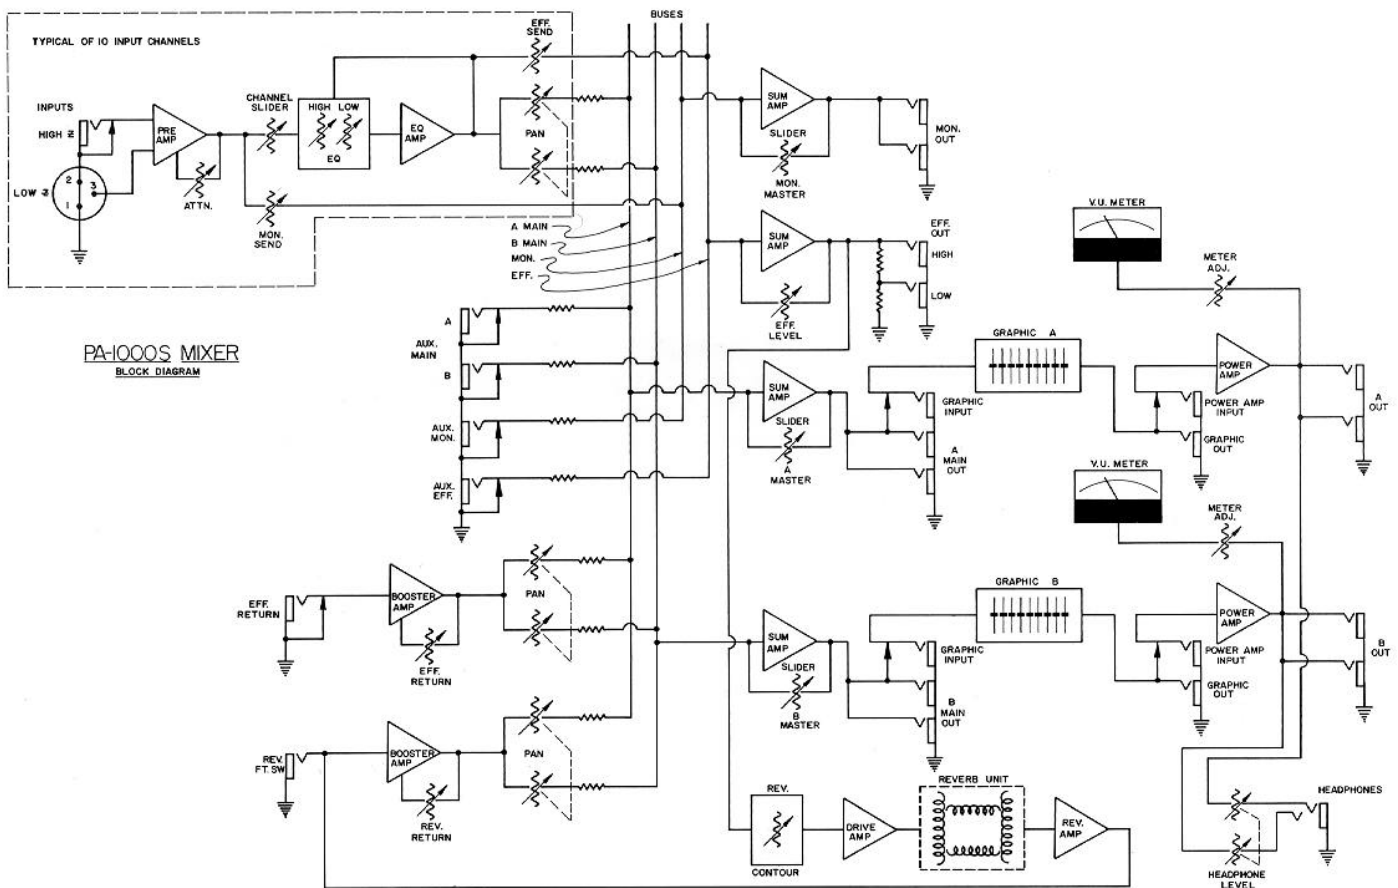 BUSES
EFF.
SEND
TYPICAL OF 10 INPUT CHANNELS
INPUTS
HIGH Z
LOW Z
2
3
1
PRE
AMP
ATTN.
CHANNEL
SLIDER
MON.
SEND
HIGH LOW
EQ
EQ
AMP
PAN
A MAIN
B MAIN
MON.
EFF.
SUM
AMP
SLIDER
MON.
MASTER
MON.
OUT
SUM
AMP
EFF.
LEVEL
EFF.
OUT
HIGH
LOW
V.U. METER
METER
ADJ.
PA-1000S MIXER
BLOCK DIAGRAM
A
AUX.
MAIN
B
AUX.
MON.
AUX.
EFF.
SUM
AMP
SLIDER
A
MASTER
GRAPHIC
INPUT
A
MAIN
OUT
GRAPHIC A
POWER
AMP
POWER AMP
INPUT
GRAPHIC
OUT
A
OUT
V.U. METER
METER
ADJ.
EFF.
RETURN
BOOSTER
AMP
EFF.
RETURN
PAN
SUM
AMP
SLIDER
B
MASTER
GRAPHIC
INPUT
B
MAIN
OUT
GRAPHIC B
POWER
AMP
POWER AMP
INPUT
GRAPHIC
OUT
B
OUT
REV.
FT. SW.
BOOSTER
AMP
REV.
RETURN
PAN
REV.
CONTOUR
DRIVE
AMP
REVERB UNIT
REV.
AMP
HEADPHONES
HEADPHONE
LEVEL